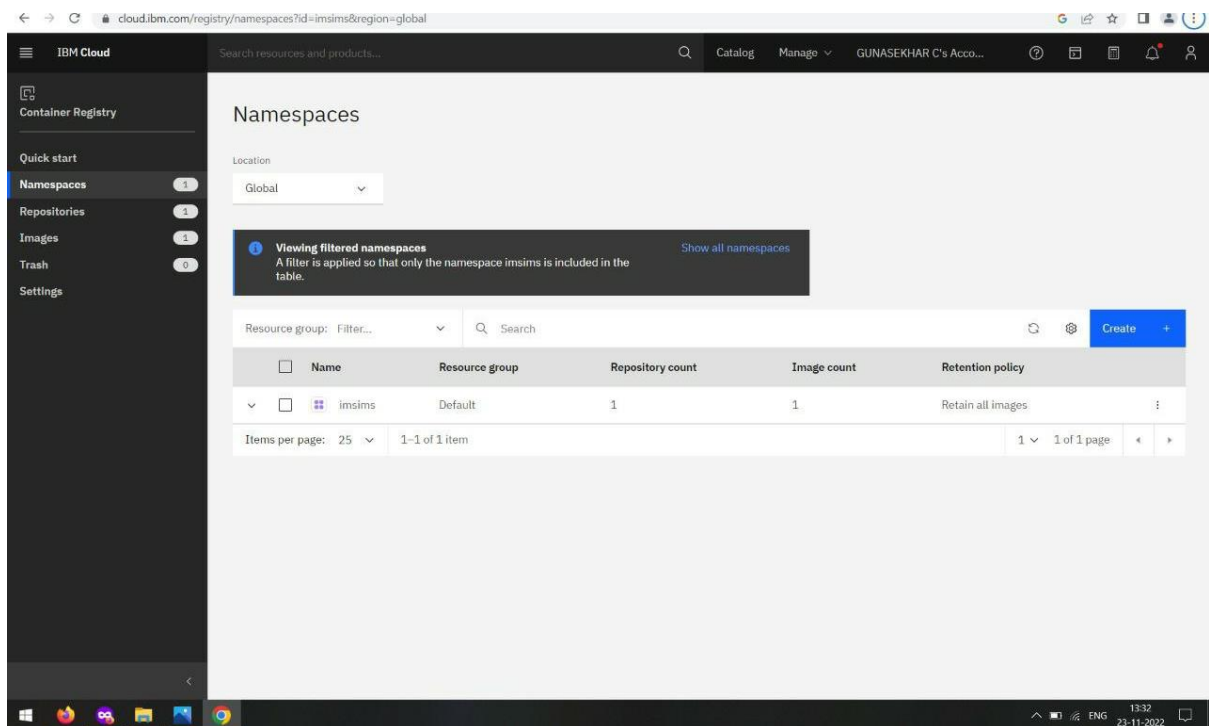 cloud.ibm.com/registry/namespaces?id=imsims&region=global
IBM Cloud
Search resources and products...
Catalog
Manage
GUNASEKHAR C's Acco...
Container Registry
Quick start
Namespaces 1
Repositories 1
Images 1
Trash 0
Settings
Namespaces
Location
Global
Viewing filtered namespaces
Show all namespaces
A filter is applied so that only the namespace imsims is included in the
table.
Resource group: Filter...
Search
Create +
Name Resource group Repository count Image count Retention policy
imsims Default 1 1 Retain all images
Items per page: 25 1–1 of 1 item 1 1 of 1 page
ENG
13:32
23-11-2022